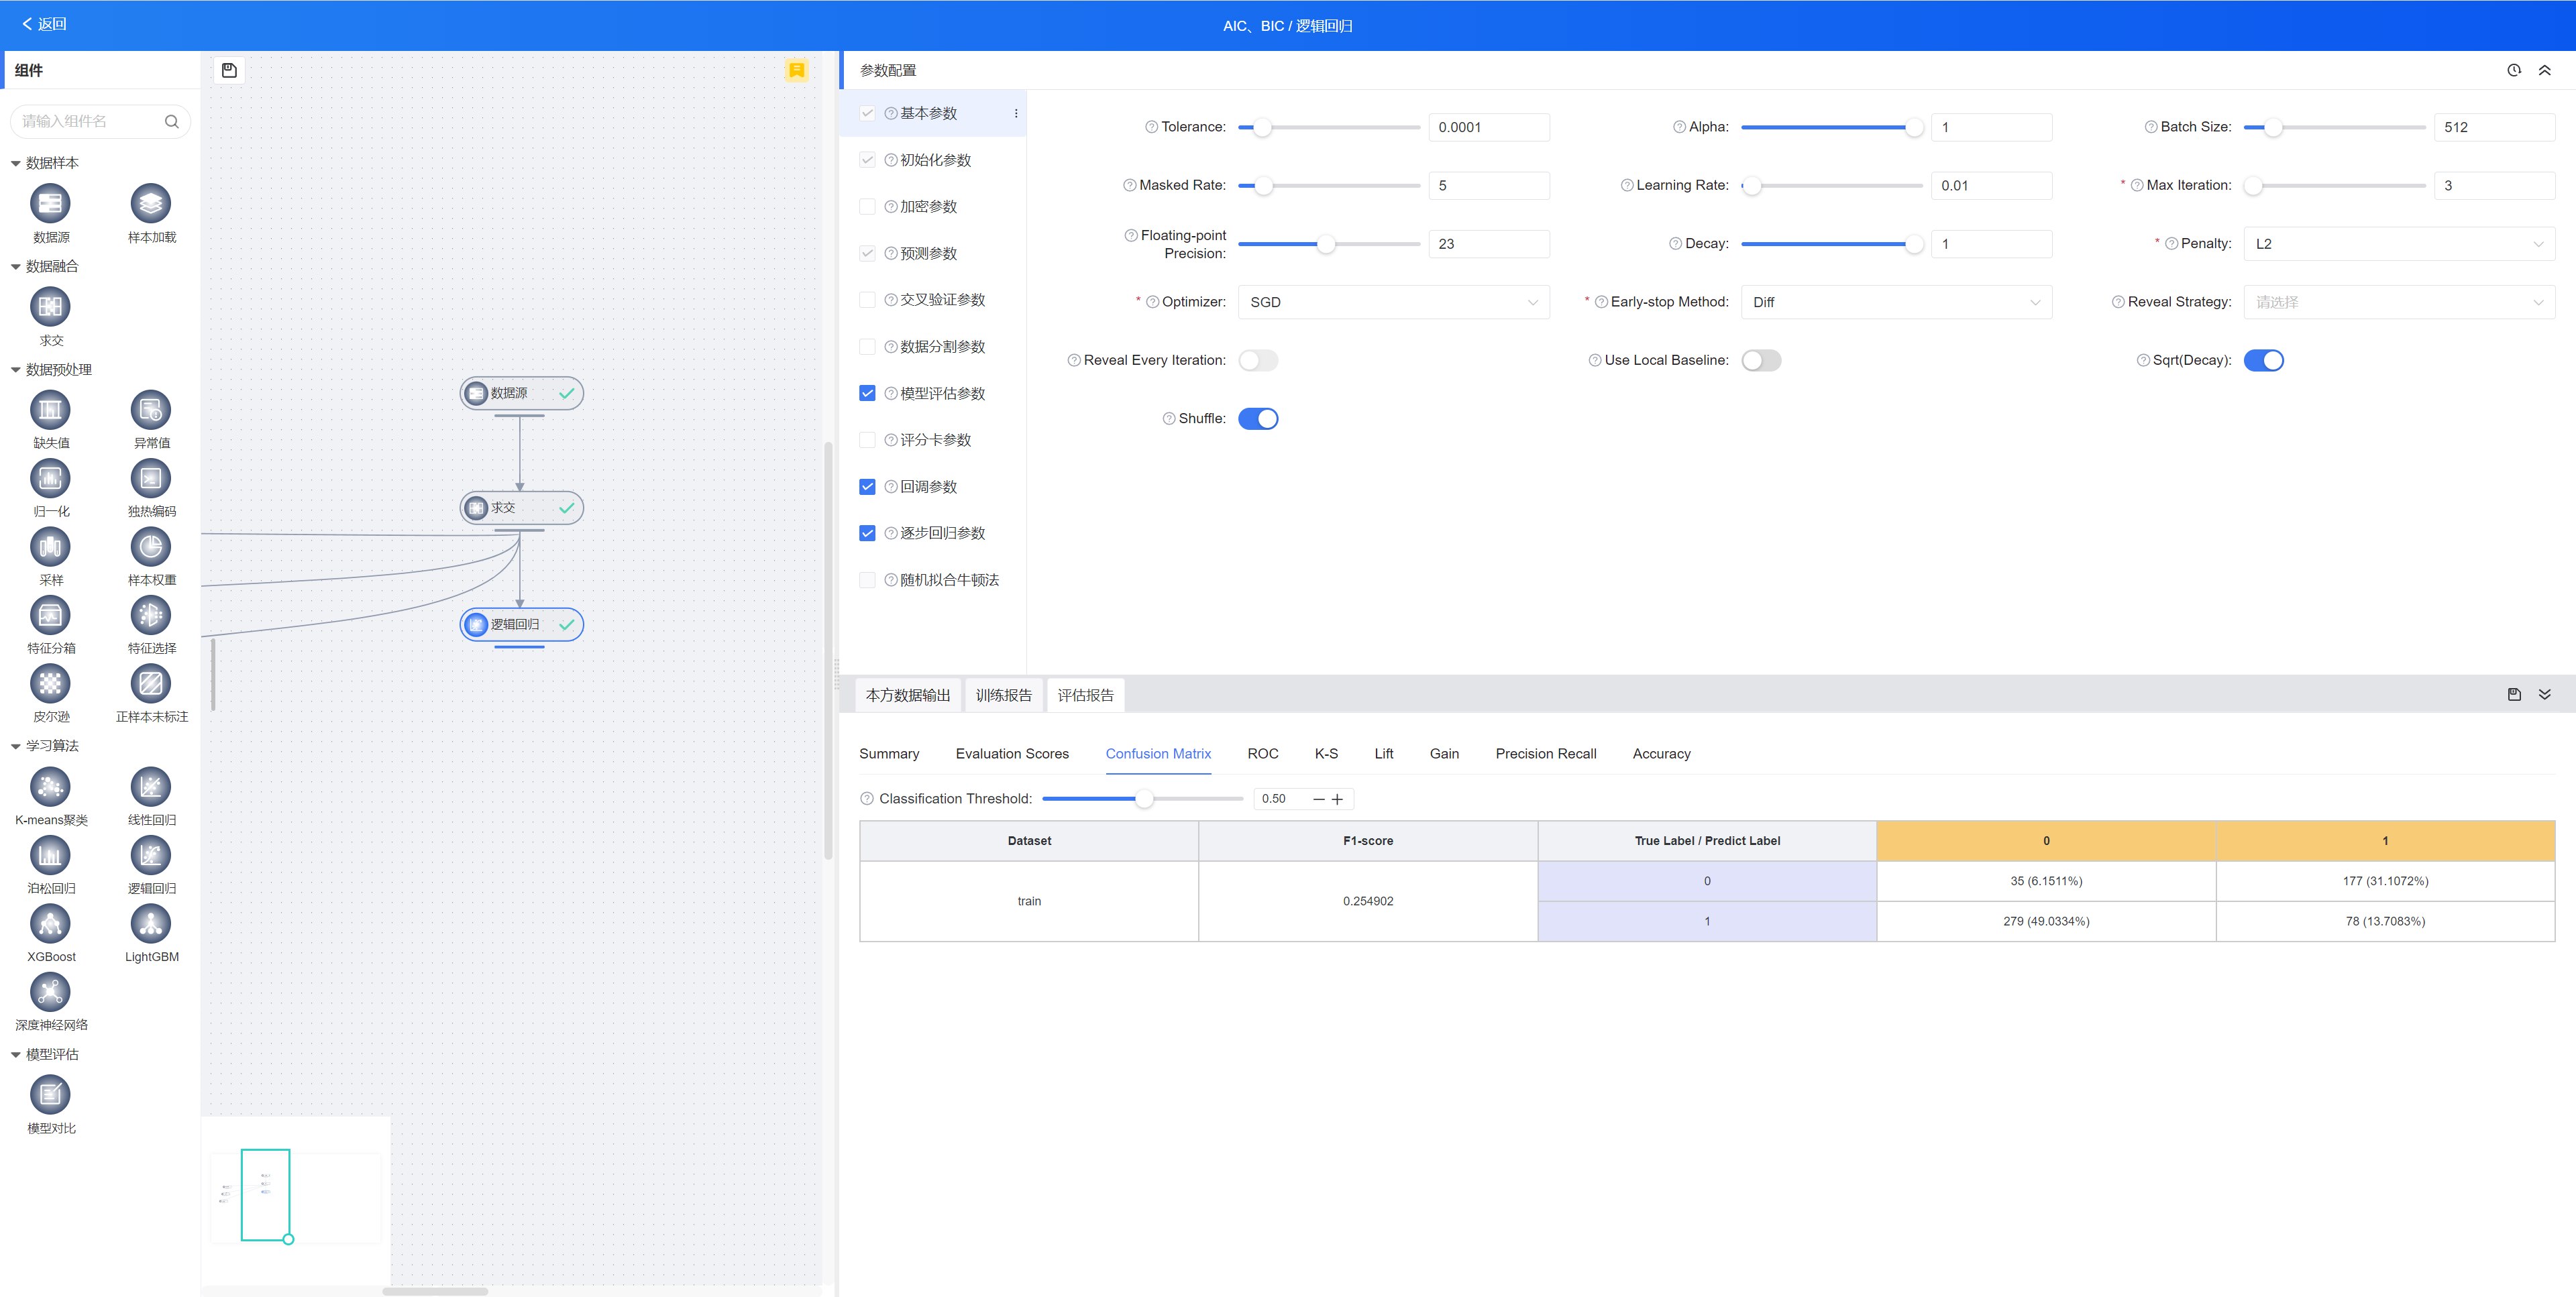 返回
AIC、BIC / 逻辑回归
组件
请输入组件名
数据样本
数据源
样本加载
数据融合
求交
数据预处理
缺失值
异常值
归一化
独热编码
采样
样本权重
特征分箱
特征选择
皮尔逊
正样本未标注
学习算法
K-means聚类
线性回归
泊松回归
逻辑回归
XGBoost
LightGBM
深度神经网络
模型评估
模型对比
数据源
求交
逻辑回归
参数配置
基本参数
初始化参数
加密参数
预测参数
交叉验证参数
数据分割参数
模型评估参数
评分卡参数
回调参数
逐步回归参数
随机拟合牛顿法
Tolerance: 0.0001
Alpha: 1
Batch Size: 512
Masked Rate: 5
Learning Rate: 0.01
* Max Iteration: 3
Floating-point
Precision: 23
Decay: 1
* Penalty: L2
* Optimizer: SGD
* Early-stop Method: Diff
Reveal Strategy: 请选择
Reveal Every Iteration:
Use Local Baseline:
Sqrt(Decay):
Shuffle:
本方数据输出 训练报告 评估报告
Summary Evaluation Scores Confusion Matrix ROC K-S Lift Gain Precision Recall Accuracy
Classification Threshold: 0.50
Dataset F1-score True Label / Predict Label 0 1
train 0.254902
0 35 (6.1511%) 177 (31.1072%)
1 279 (49.0334%) 78 (13.7083%)